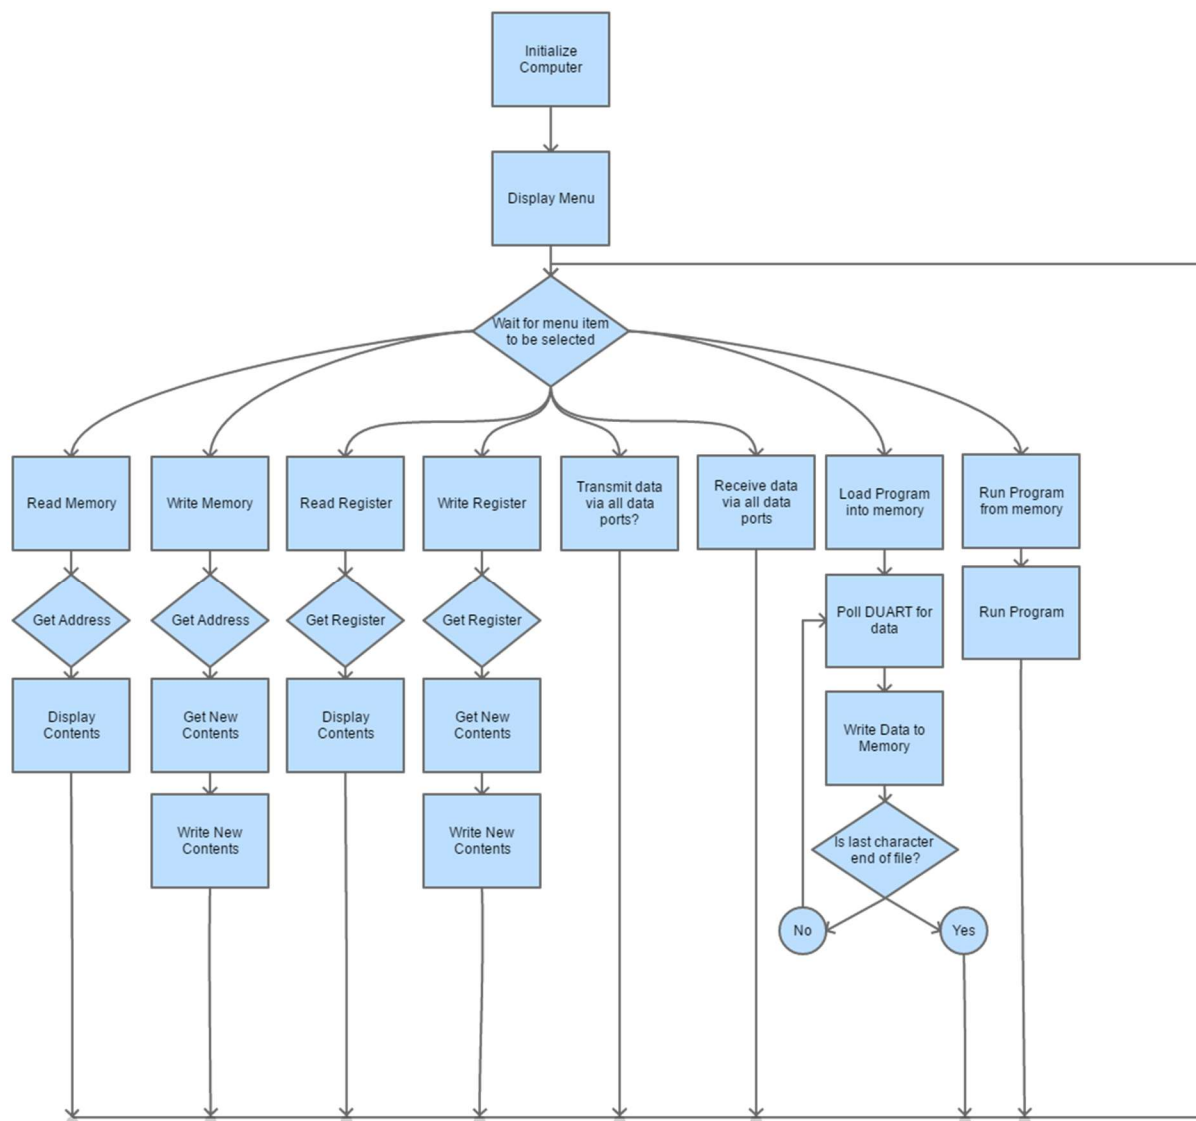 Initialize
Computer
Display Menu
Wait for menu item
to be selected
Read Memory
Write Memory
Read Register
Write Register
Transmit data
via all data
ports?
Receive data
via all data
ports
Load Program
into memory
Run Program
from memory
Get Address
Get Address
Get Register
Get Register
Poll DUART for
data
Run Program
Display
Contents
Get New
Contents
Display
Contents
Get New
Contents
Write Data to
Memory
Write New
Contents
Write New
Contents
Is last character
end of file?
No
Yes